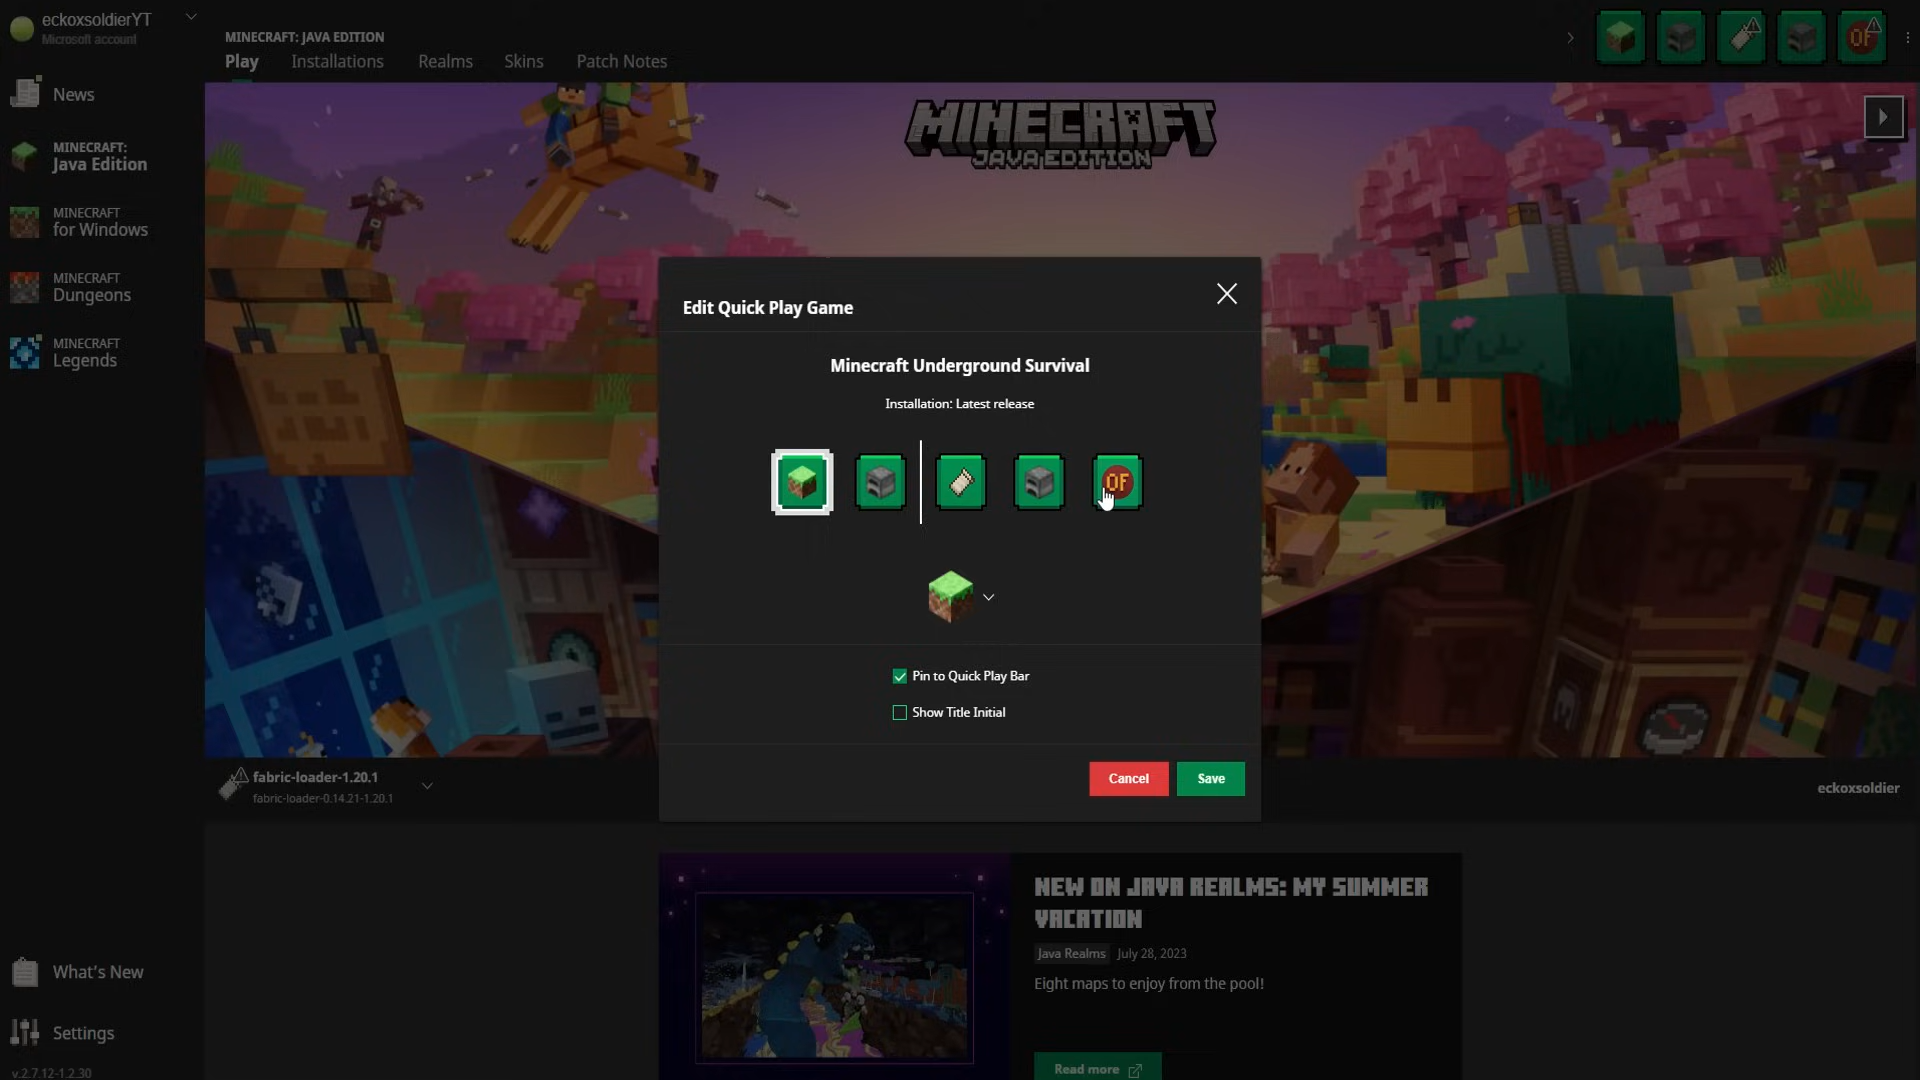 eckoxsoldierYT
Microsoft account
MINECRAFT: JAVA EDITION
Play
Installations
Realms
Skins
Patch Notes
OF
News
MINECRAFT:
Java Edition
MINECRAFT
for Windows
MINECRAFT
Dungeons
MINECRAFT
Legends
MINECRAFT
JAVA EDITION
Edit Quick Play Game
Minecraft Underground Survival
Installation: Latest release
OF
Pin to Quick Play Bar
Show Title Initial
Cancel
Save
fabric-loader-1.20.1
fabric-loader-0.14.21-1.20.1
eckoxsoldier
NEW ON JAVA REALMS: MY SUMMER
VACATION
Java Realms
July 28, 2023
Eight maps to enjoy from the pool!
Read more
What's New
Settings
v.2.7.12-1.2.30